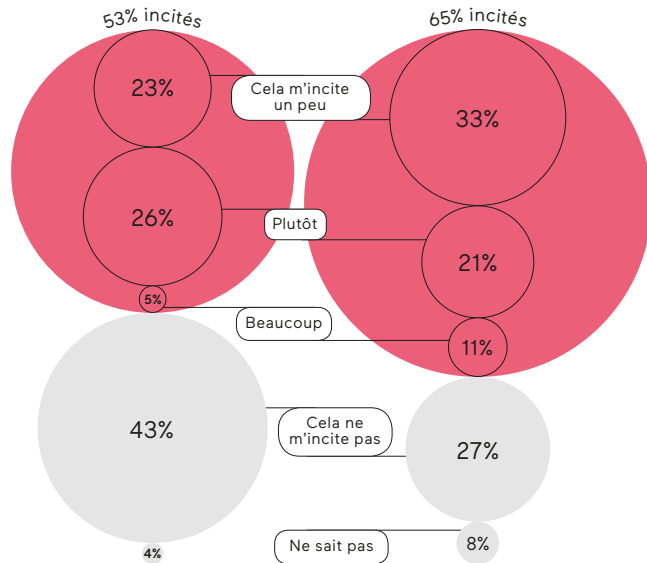 53% incités
65% incités
23%
Cela m'incite
un peu
33%
26%
Plutôt
21%
5%
Beaucoup
11%
43%
Cela ne
m'incite pas
27%
4%
Ne sait pas
8%